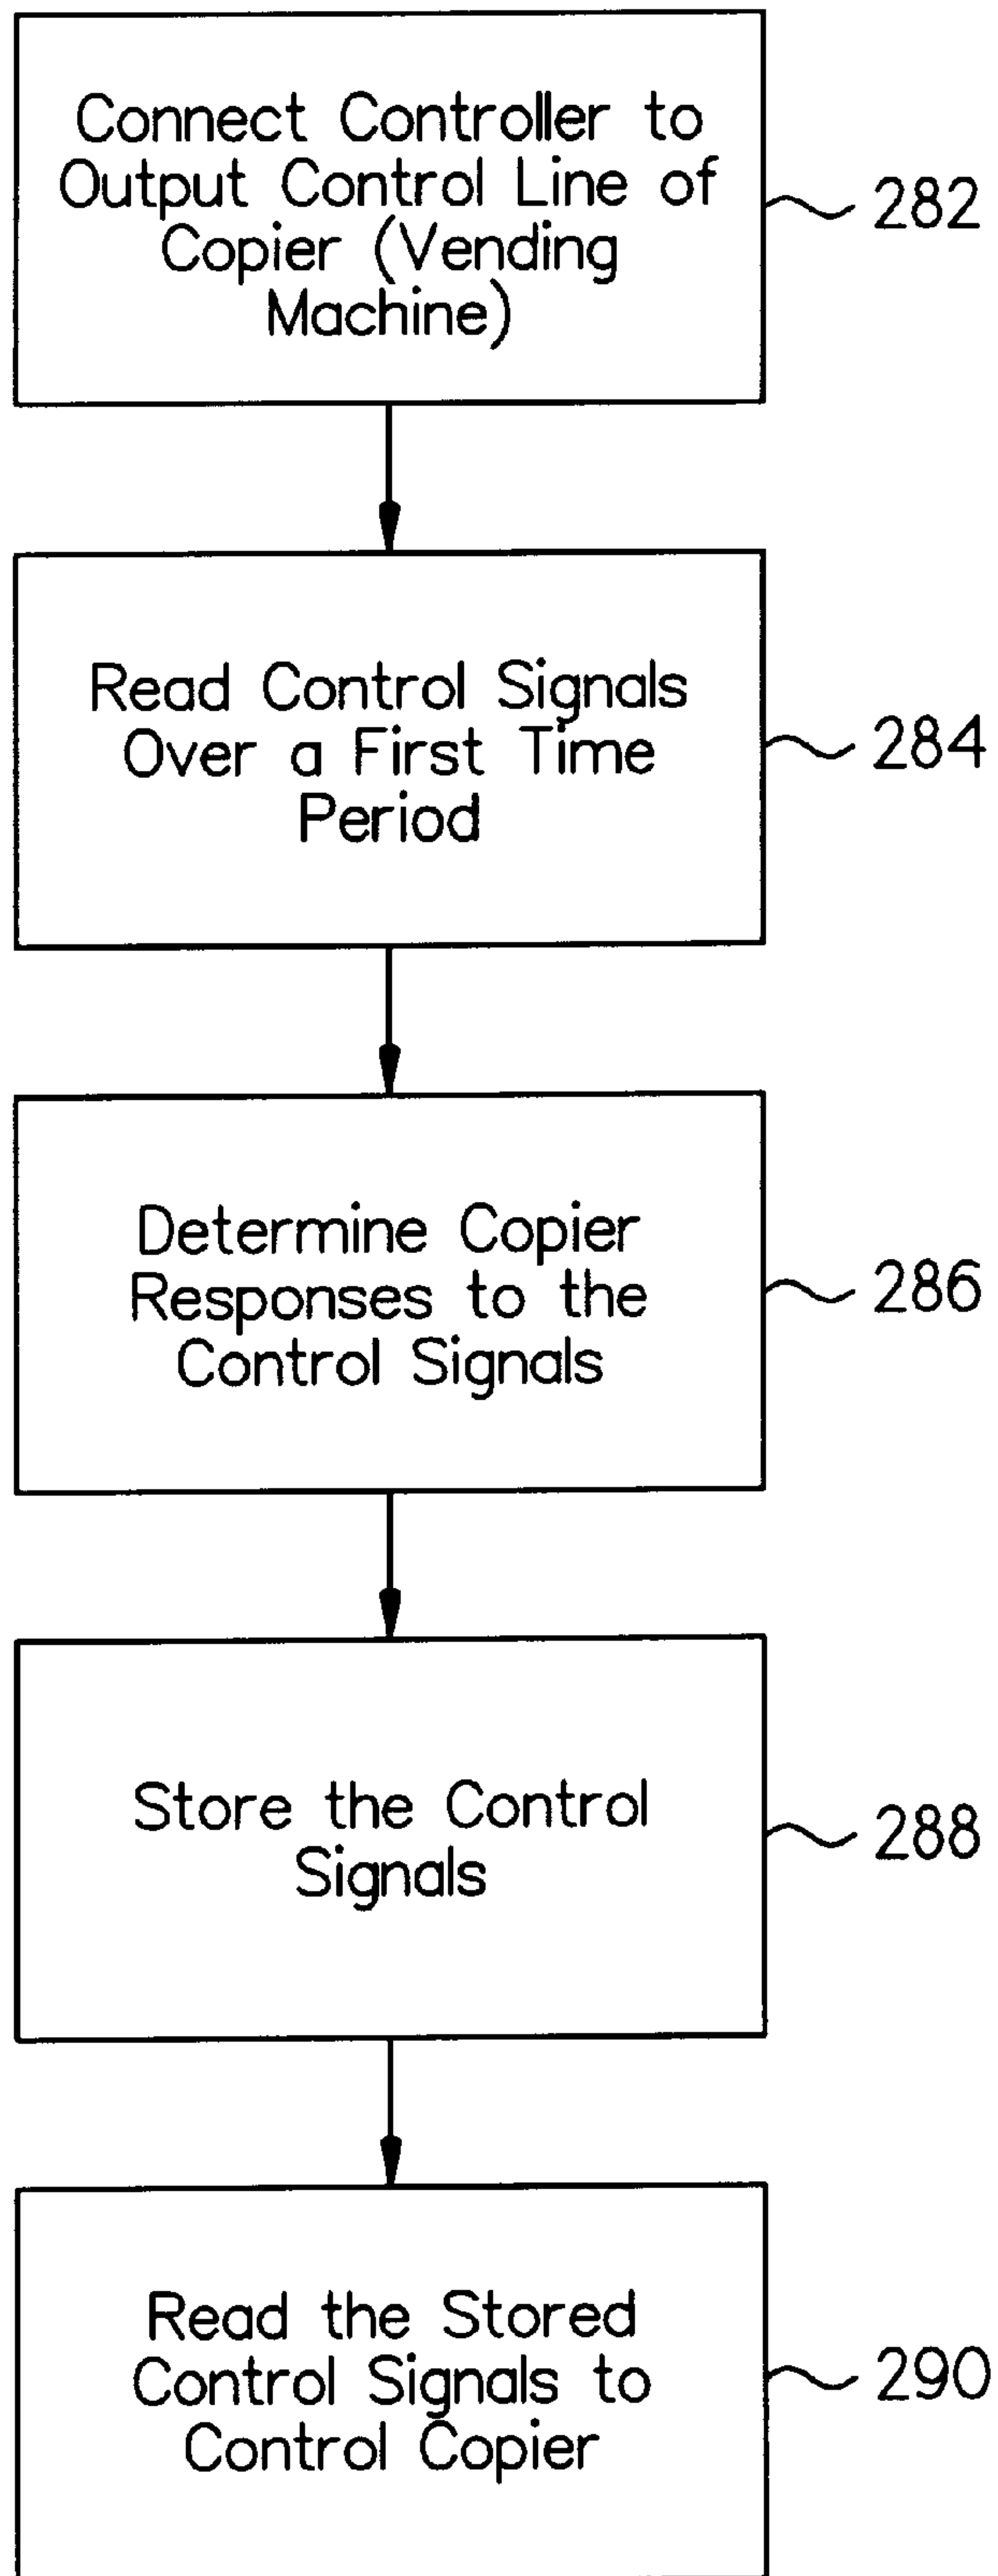 Connect Controller to
Output Control Line of
Copier (Vending
Machine)
282
Read Control Signals
Over a First Time
Period
284
Determine Copier
Responses to the
Control Signals
286
Store the Control
Signals
288
Read the Stored
Control Signals to
Control Copier
290